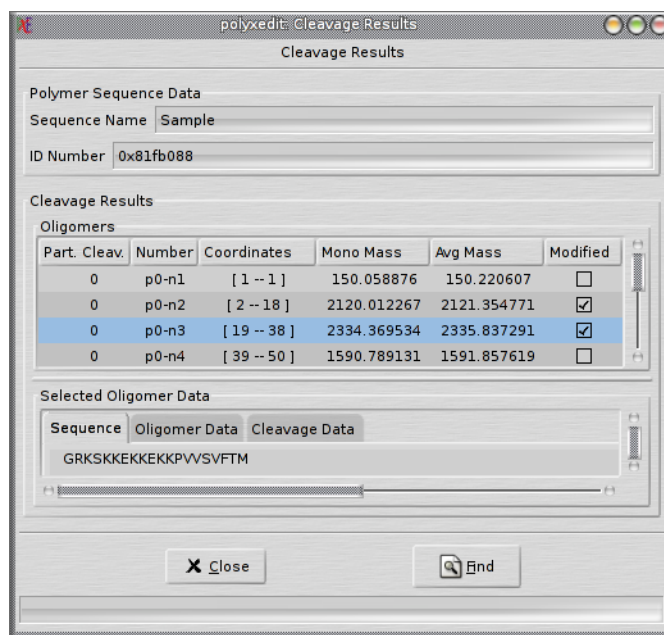 polyxedit: Cleavage Results
Cleavage Results
Polymer Sequence Data
Sequence Name Sample
ID Number 0x81fb088
Cleavage Results
Oligomers
Part. Cleav. Number Coordinates Mono Mass Avg Mass Modified
0 p0-n1 [ 1 -- 1 ] 150.058876 150.220607
0 p0-n2 [ 2 -- 18 ] 2120.012267 2121.354771
0 p0-n3 [ 19 -- 38 ] 2334.369534 2335.837291
0 p0-n4 [ 39 -- 50 ] 1590.789131 1591.857619
Selected Oligomer Data
Sequence Oligomer Data Cleavage Data
GRKSKKEKKEKKPVVSVFTM
Close Find